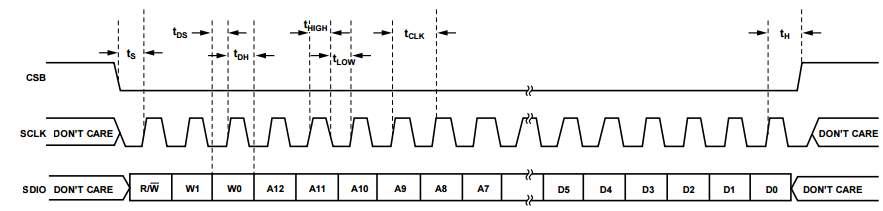 tDS
tHIGH
tCLK
tH
tS
tDH
tLOW
CSB
SCLK DON'T CARE DON'T CARE
SDIO DON'T CARE R/W̅ W1 W0 A12 A11 A10 A9 A8 A7 D5 D4 D3 D2 D1 D0 DON'T CARE